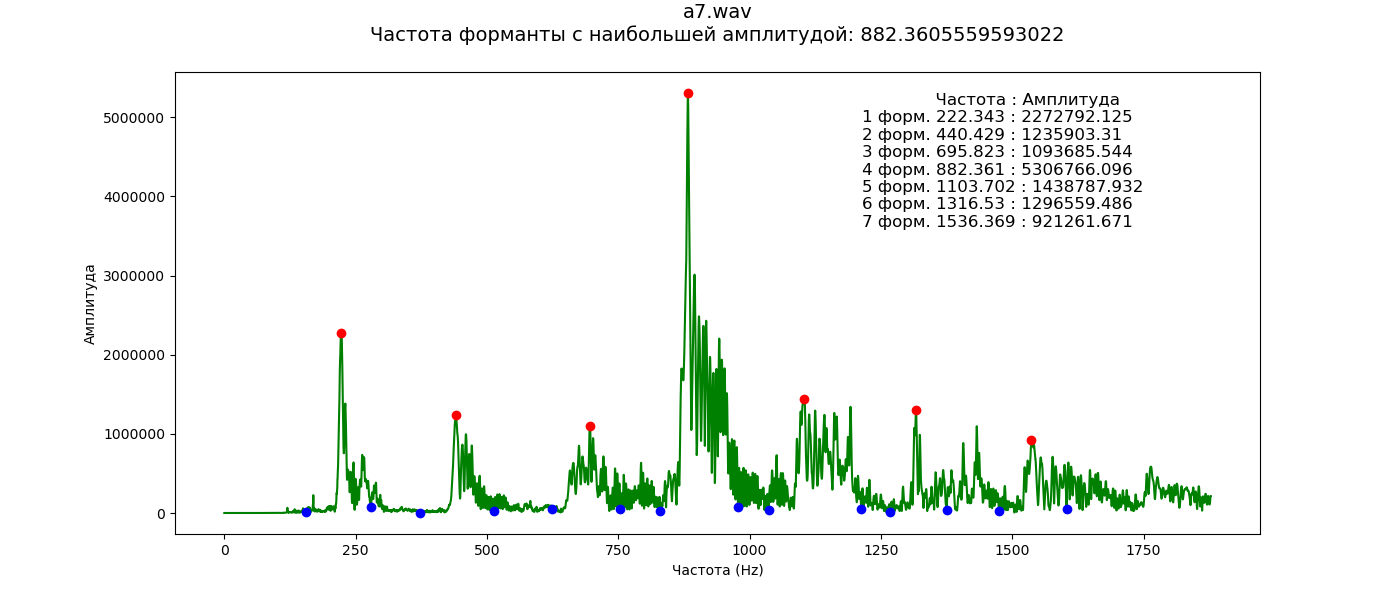 a7.wav
Частота форманты с наибольшей амплитудой: 882.3605559593022
Частота : Амплитуда
1 форм. 222.343 : 2272792.125
2 форм. 440.429 : 1235903.31
3 форм. 695.823 : 1093685.544
4 форм. 882.361 : 5306766.096
5 форм. 1103.702 : 1438787.932
6 форм. 1316.53 : 1296559.486
7 форм. 1536.369 : 921261.671
Амплитуда
5000000
4000000
3000000
2000000
1000000
0
0 250 500 750 1000 1250 1500 1750
Частота (Hz)